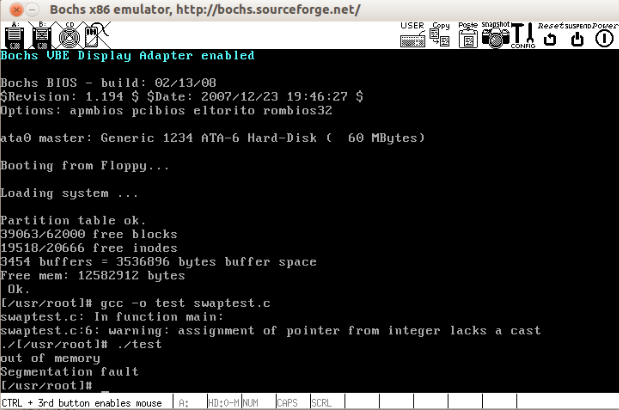 Bochs x86 emulator, http://bochs.sourceforge.net/
A: B: CD USER Copy Paste snapshot CONFIG Reset SUSPEND Power
Bochs VBE Display Adapter enabled
Bochs BIOS - build: 02/13/08
$Revision: 1.194 $ $Date: 2007/12/23 19:46:27 $
Options: apmbios pcibios eltorito rombios32
ata0 master: Generic 1234 ATA-6 Hard-Disk (  60 MBytes)
Booting from Floppy...
Loading system ...
Partition table ok.
39063/62000 free blocks
19518/20666 free inodes
3454 buffers = 3536896 bytes buffer space
Free mem: 12582912 bytes
Ok.
[/usr/root]# gcc -o test swaptest.c
swaptest.c: In function main:
swaptest.c:6: warning: assignment of pointer from integer lacks a cast
./[/usr/root]# ./test
out of memory
Segmentation fault
[/usr/root]# _
CTRL + 3rd button enables mouse A: HD:0-M NUM CAPS SCRL